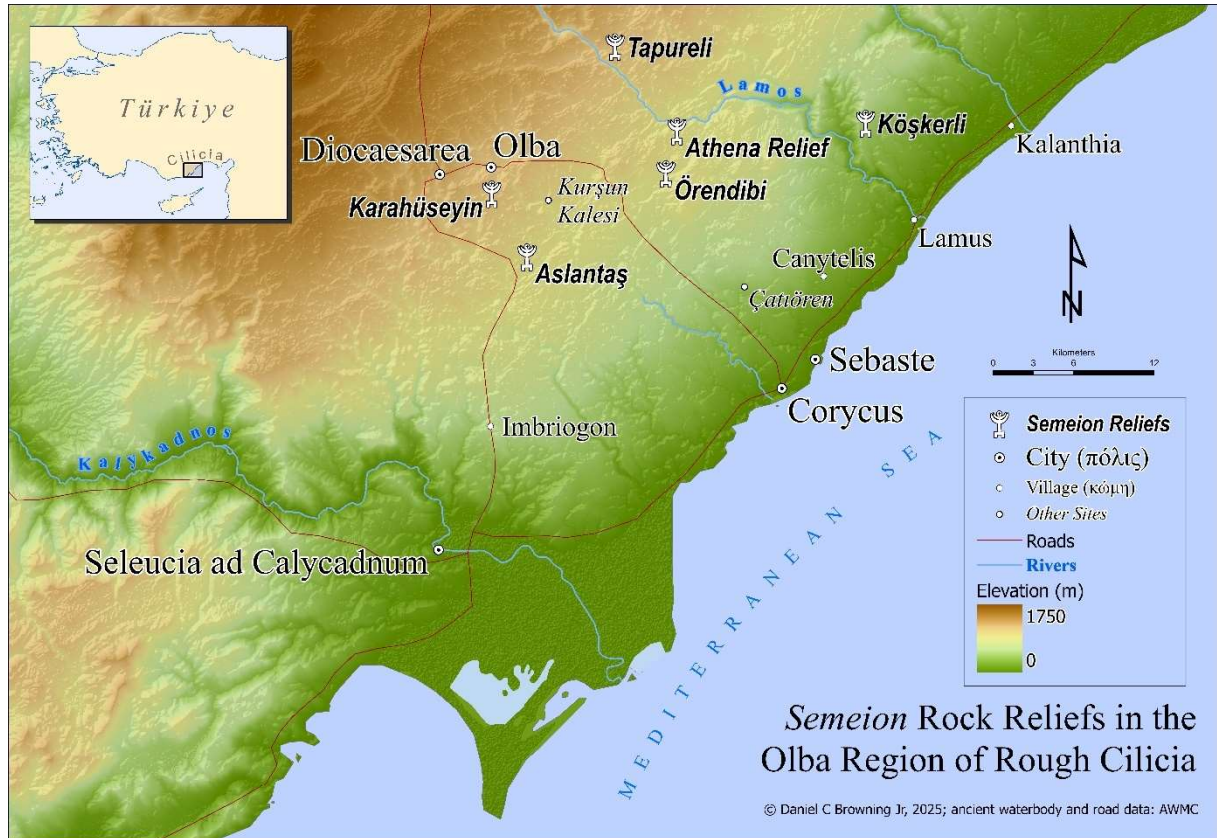 Türkiye
Cilicia
Tapureli
Lamos
Köşkerli
Kalanthia
Athena Relief
Olba
Diocaesarea
Kurşun
Kalesi
Örendibi
Karahüseyin
Lamus
Canytelis
Aslantaş
Çatıören
N
Sebaste
Corycus
Imbriogon
Kalykadnos
Seleucia ad Calycadnum
MEDITERRANEAN SEA
Kilometers
0 3 6 12
Semeion Reliefs
City (πόλις)
Village (κώμη)
Other Sites
Roads
Rivers
Elevation (m)
1750
0
Semeion Rock Reliefs in the
Olba Region of Rough Cilicia
© Daniel C Browning Jr, 2025; ancient waterbody and road data: AWMC